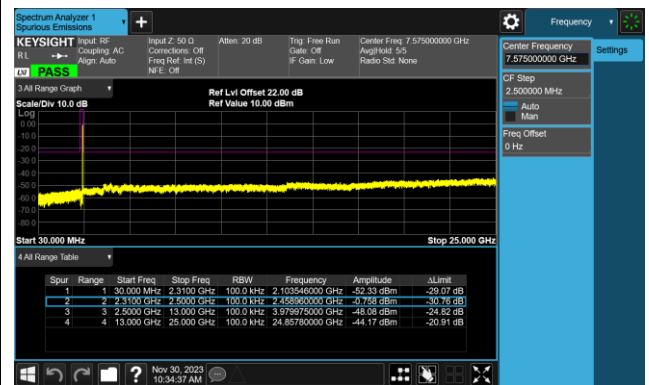 Spectrum Analyzer 1
Spurious Emissions
Frequency
KEYSIGHT
Input: RF
Input Z: 50 Ω
Atten: 20 dB
Trig: Free Run
Center Freq: 7.575000000 GHz
RL
Coupling: AC
Corrections: Off
Gate: Off
Avg|Hold: 5/5
Align: Auto
Freq Ref: Int (S)
IF Gain: Low
Radio Std: None
NFE: Off
LXI PASS
Center Frequency
7.575000000 GHz
Settings
CF Step
2.500000 MHz
Auto
Man
Freq Offset
0 Hz
3 All Range Graph
Ref Lvl Offset 22.00 dB
Scale/Div 10.0 dB
Ref Value 10.00 dBm
Log
0.00
-10.0
-20.0
-30.0
-40.0
-50.0
-60.0
-70.0
-80.0
Start 30.000 MHz
Stop 25.000 GHz
4 All Range Table
Spur Range Start Freq Stop Freq RBW Frequency Amplitude ΔLimit
1 1 30.000 MHz 2.3100 GHz 100.0 kHz 2.103546000 GHz -52.33 dBm -29.07 dB
2 2 2.3100 GHz 2.5000 GHz 100.0 kHz 2.458960000 GHz -0.758 dBm -30.76 dB
3 3 2.5000 GHz 13.000 GHz 100.0 kHz 3.979975000 GHz -48.08 dBm -24.82 dB
4 4 13.000 GHz 25.000 GHz 100.0 kHz 24.85780000 GHz -44.17 dBm -20.91 dB
Nov 30, 2023
10:34:37 AM